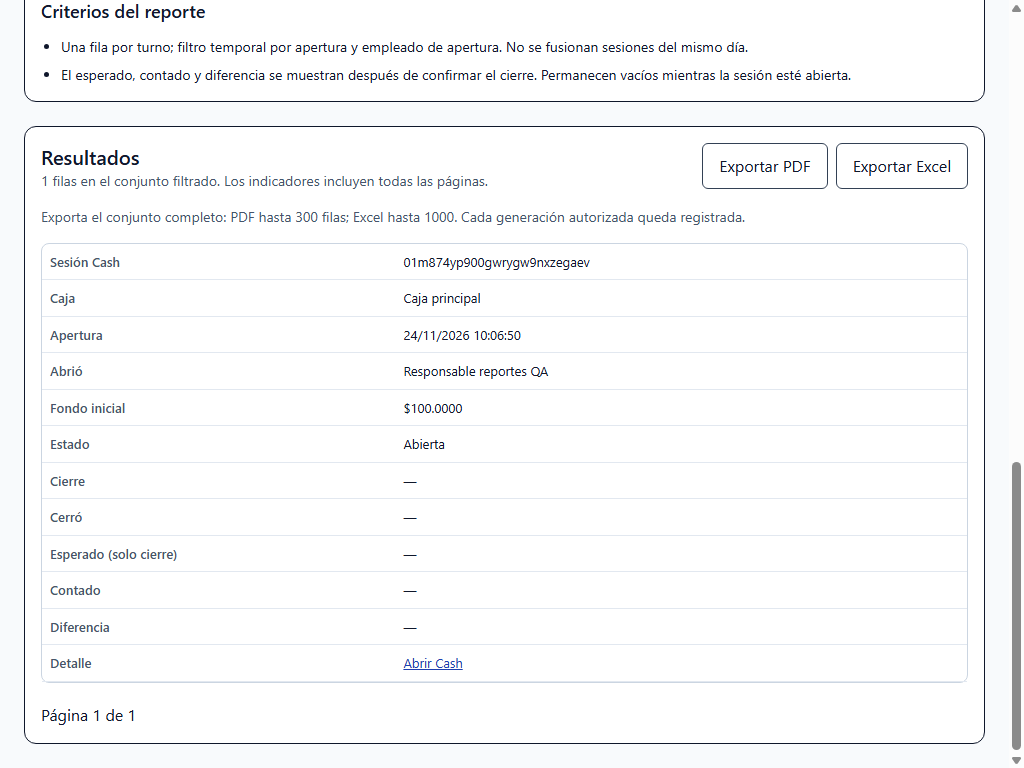 Criterios del reporte
Una fila por turno; filtro temporal por apertura y empleado de apertura. No se fusionan sesiones del mismo día.
El esperado, contado y diferencia se muestran después de confirmar el cierre. Permanecen vacíos mientras la sesión esté abierta.
Resultados
1 filas en el conjunto filtrado. Los indicadores incluyen todas las páginas.
Exportar PDF
Exportar Excel
Exporta el conjunto completo: PDF hasta 300 filas; Excel hasta 1000. Cada generación autorizada queda registrada.
Sesión Cash 01m874yp900gwrygw9nxzegaev
Caja Caja principal
Apertura 24/11/2026 10:06:50
Abrió Responsable reportes QA
Fondo inicial $100.0000
Estado Abierta
Cierre —
Cerró —
Esperado (solo cierre) —
Contado —
Diferencia —
Detalle Abrir Cash
Página 1 de 1